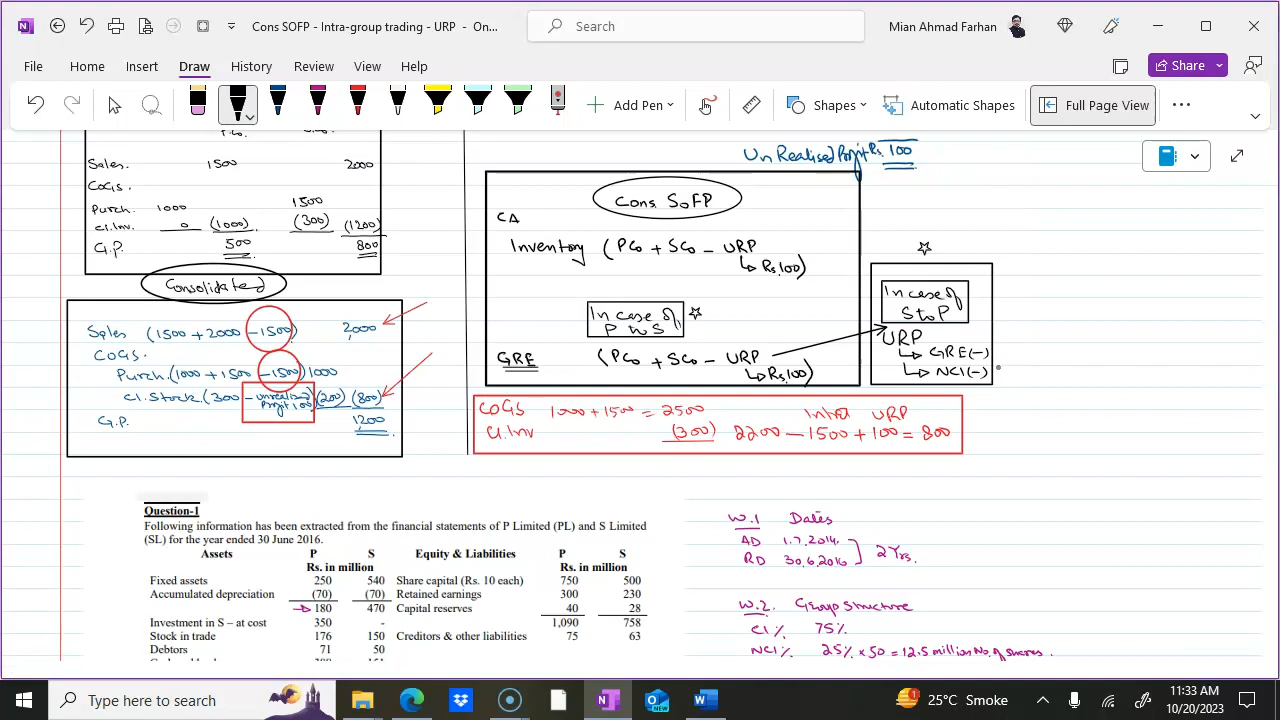 Cons SOFP - Intra-group trading - URP - On...
Search
Mian Ahmad Farhan
File Home Insert Draw History Review View Help
Share
Add Pen
Shapes
Automatic Shapes
Full Page View
UnRealised Profit Rs. 100
Sales. 1500 2000
CoGs.
Purch. 1000 1500
Cl. Inv. 0 (1000) (300) (1200)
G.P. 500 800
Consolidated
Sales (1500 + 2000 - 1500) 2,000
COGS.
Purch. (1000 + 1500 - 1500) 1000
Cl. Stock. (300 - unrealised Profit 100) (200) (800)
G.P. 1,200
Cons. SOFP
CA
Inventory (PCo + SCo - URP
↳ Rs.100)
In case of
P to S
☆
GRE (PCo + SCo - URP
↳ Rs.100)
☆
In case of
S to P
URP
↳ GRE (-)
↳ NCI (-)
COGS 1000 + 1500 = 2500 Intra URP
Cl. Inv (300) 2200 - 1500 + 100 = 800
Question-1
Following information has been extracted from the financial statements of P Limited (PL) and S Limited
(SL) for the year ended 30 June 2016.
Assets P S Equity & Liabilities P S
Rs. in million Rs. in million
Fixed assets 250 540 Share capital (Rs. 10 each) 750 500
Accumulated depreciation (70) (70) Retained earnings 300 230
180 470 Capital reserves 40 28
Investment in S – at cost 350 - 1,090 758
Stock in trade 176 150 Creditors & other liabilities 75 63
Debtors 71 50
W.1 Dates
AD 1.7.2014.
RD 30.6.2016
2 Yrs.
W.2. Group Structure
CI % 75%
NCI % 25% × 50 = 12.5 million No. of shares.
Type here to search
1
25°C Smoke
11:33 AM
10/20/2023